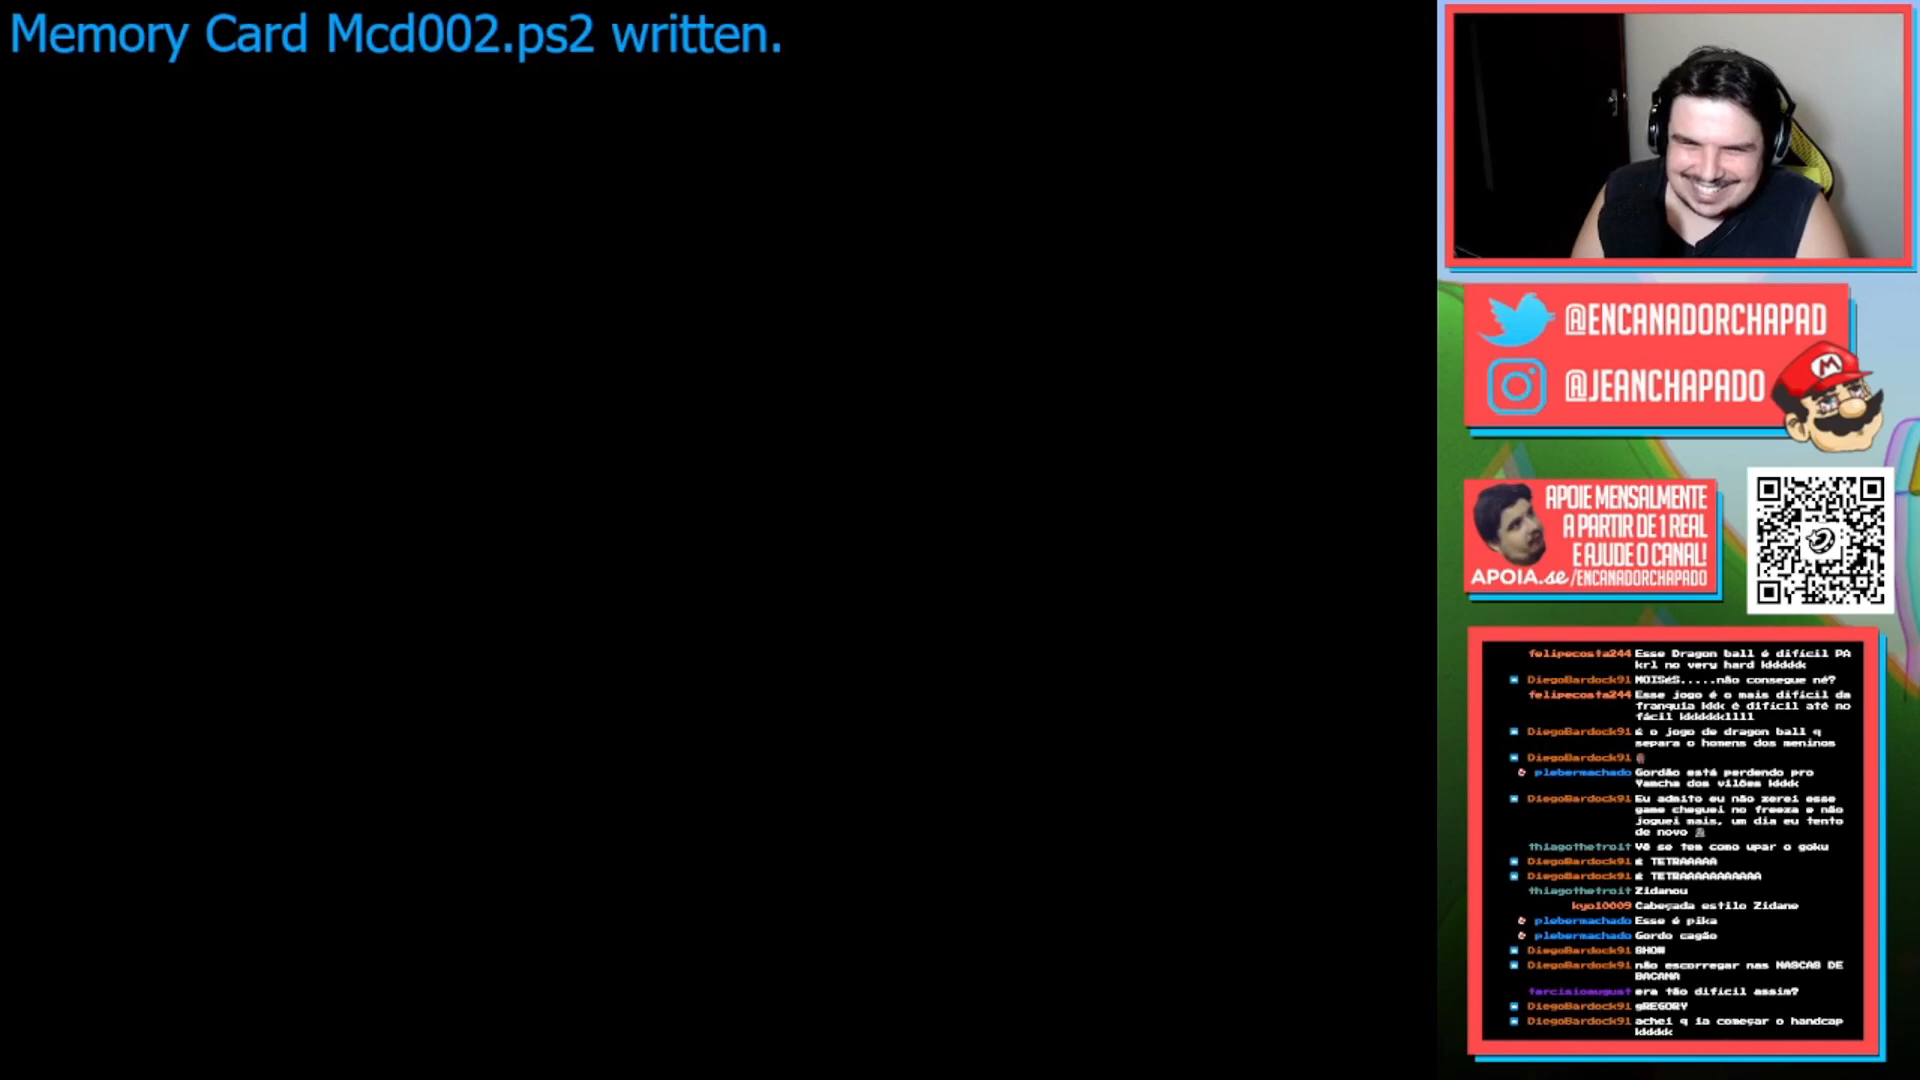 Memory Card Mcd002.ps2 written.
@ENCANADORCHAPAD
@JEANCHAPADO
M
APOIE MENSALMENTE
A PARTIR DE 1 REAL
E AJUDE O CANAL!
APOIA.se/ENCANADORCHAPADO
felipecosta244 Esse Dragon ball é difícil PA
krl no very hard kkkkkk
DiegoBardock91 MOISéS.....não consegue né?
felipecosta244 Esse jogo é o mais difícil da
franquia kkk é difícil até no
fácil kkkkkkllll
DiegoBardock91 é o jogo de dragon ball q
separa o homens dos meninos
DiegoBardock91
plebermachado Gordão está perdendo pro
Yamcha dos vilões kkkk
DiegoBardock91 Eu admito eu não zerei esse
game cheguei no freeza e não
joguei mais, um dia eu tento
de novo
thiagothetroit Vê se tem como upar o goku
DiegoBardock91 é TETRAAAAA
DiegoBardock91 é TETRAAAAAAAAAAA
thiagothetroit Zidanou
kyo10009 Cabeçada estilo Zidane
plebermachado Esse é pika
plebermachado Gordo cagão
DiegoBardock91 SHOW
DiegoBardock91 não escorregar nas NASCAS DE
BACANA
tarcisioaugust era tão difícil assim?
DiegoBardock91 gREGORY
DiegoBardock91 achei q ia começar o handcap
kkkkk